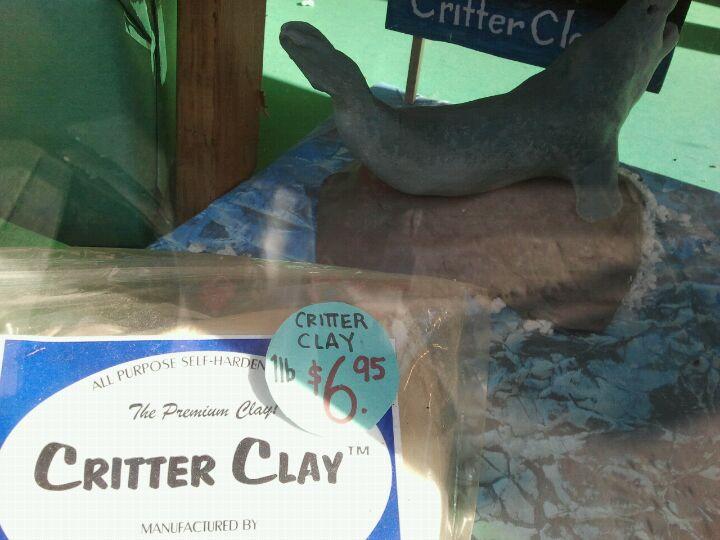 Critter Cl
CRITTER
CLAY
1lb $6.95
ALL PURPOSE SELF-HARDEN
The Premium Clay!
CRITTER CLAY™
MANUFACTURED BY